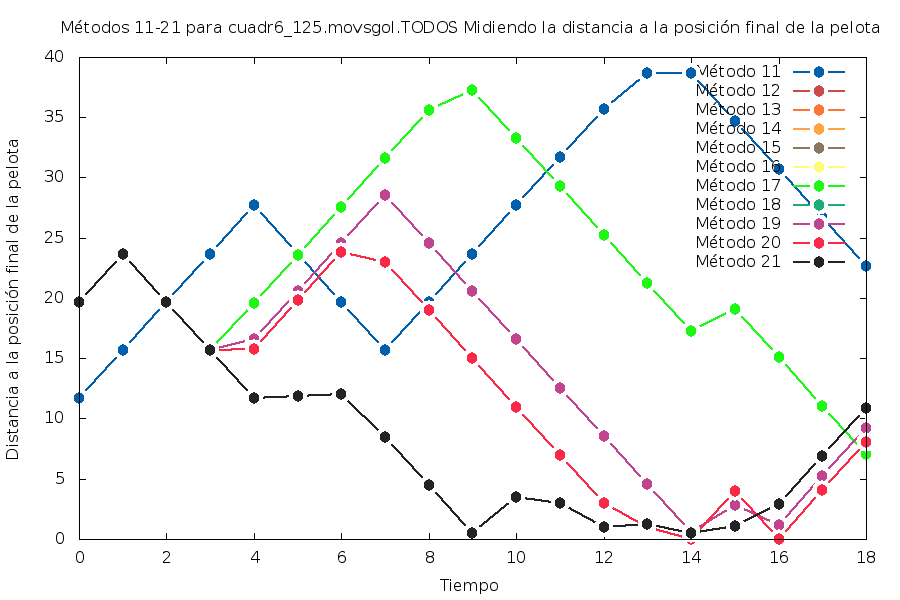 Métodos 11-21 para cuadr6_125.movsgol.TODOS Midiendo la distancia a la posición final de la pelota
Distancia a la posición final de la pelota
40
35
30
25
20
15
10
5
0
0 2 4 6 8 10 12 14 16 18
Tiempo
Método 11
Método 12
Método 13
Método 14
Método 15
Método 16
Método 17
Método 18
Método 19
Método 20
Método 21